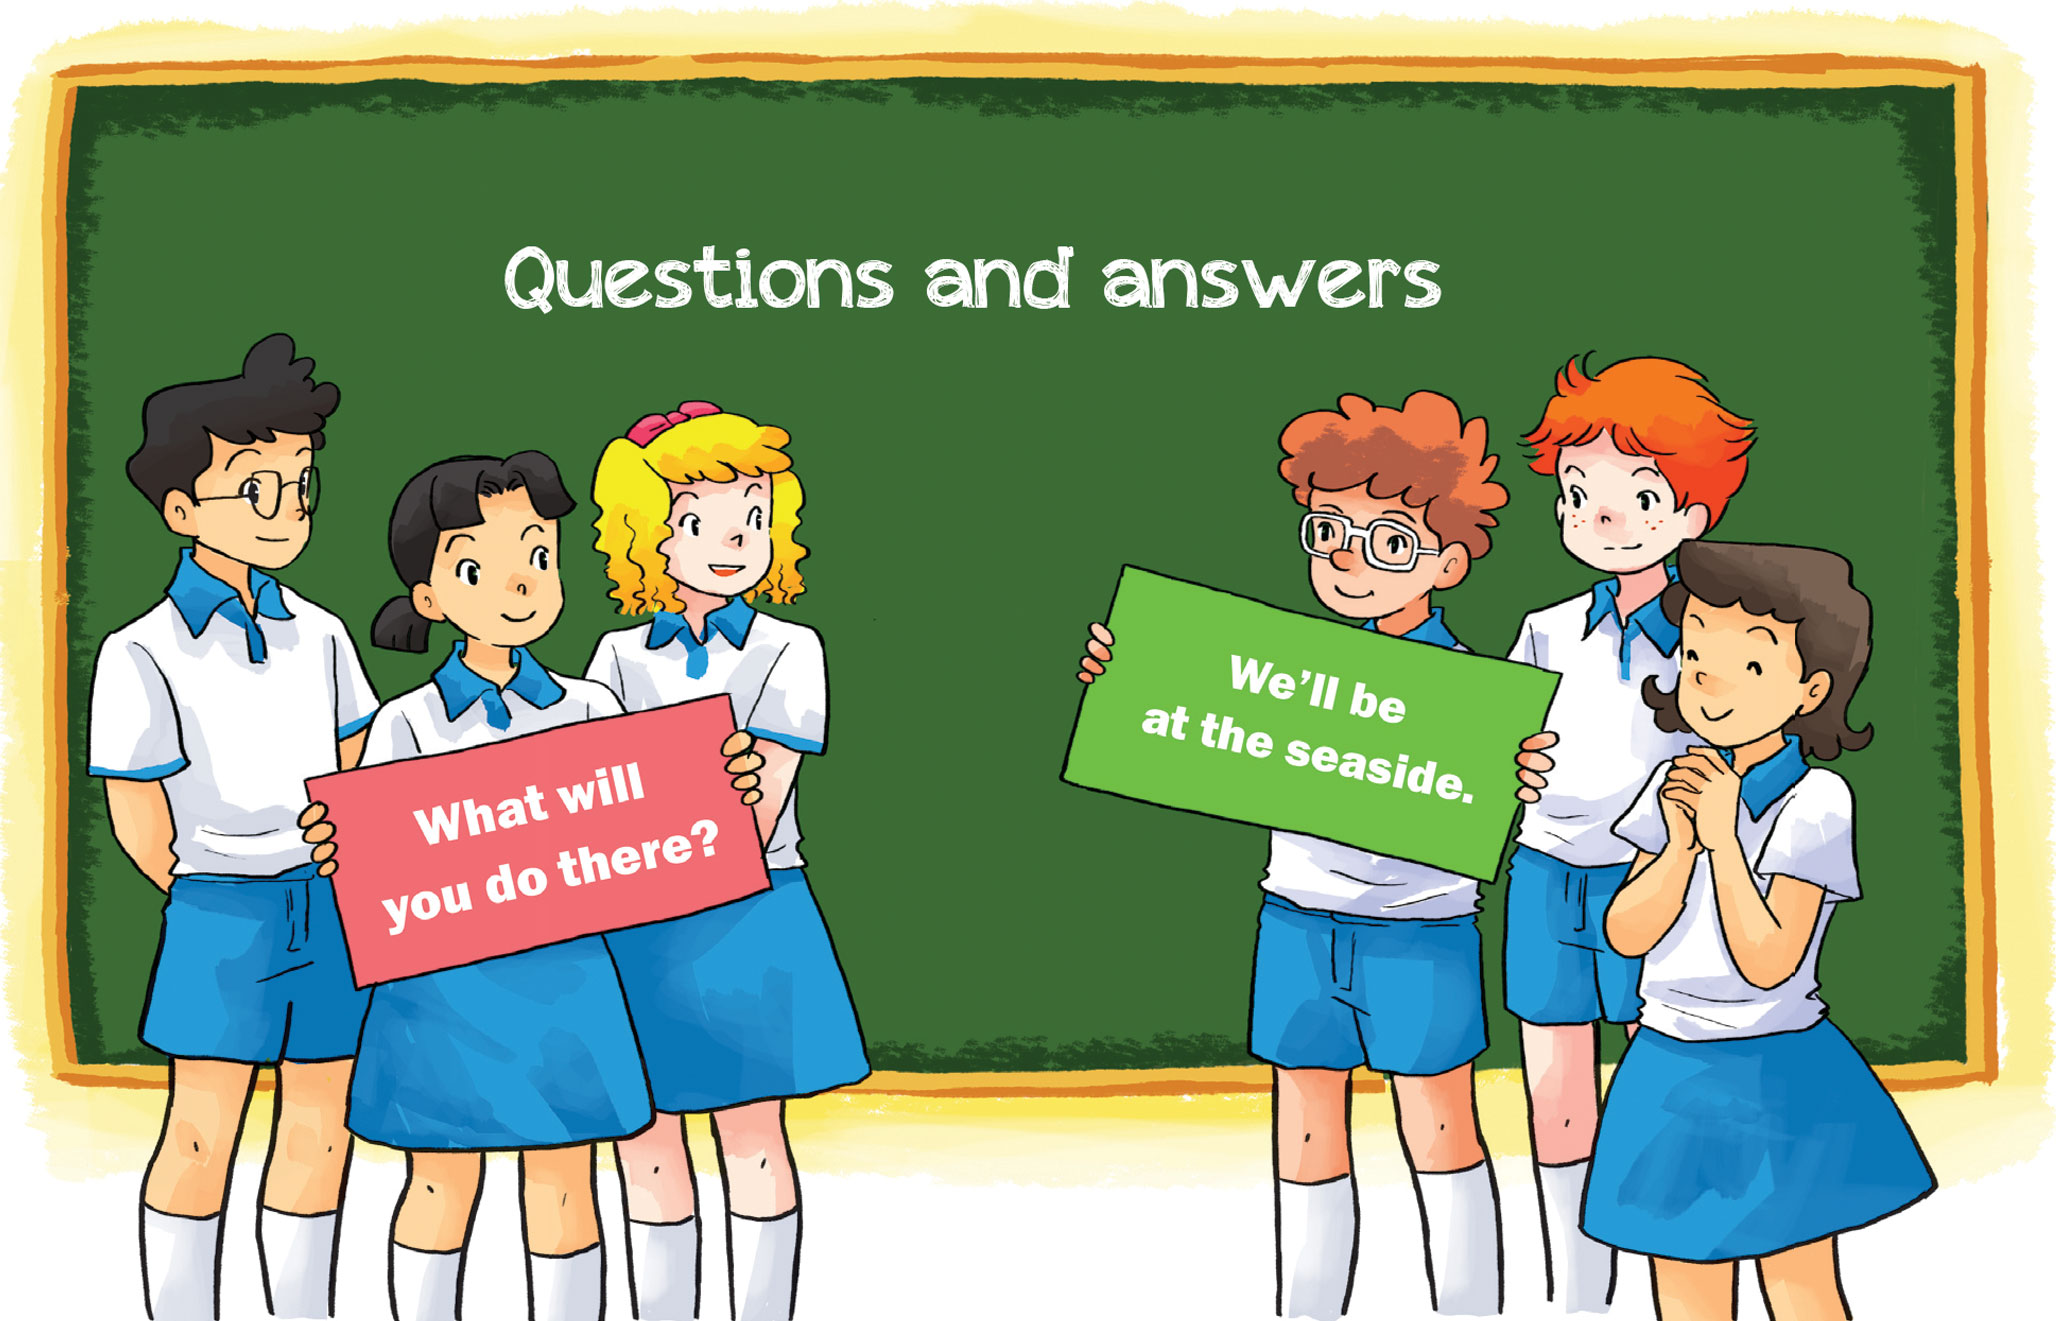 Questions and answers
What will
you do there?
We'll be
at the seaside.